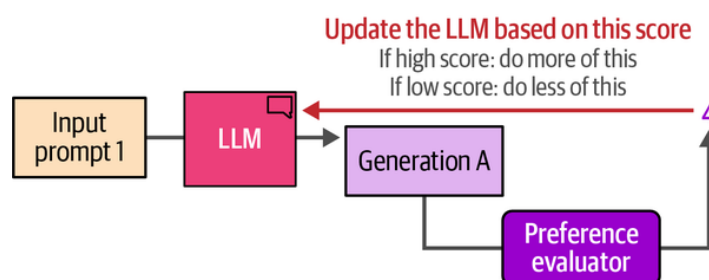 Update the LLM based on this score
If high score: do more of this
If low score: do less of this
Input
prompt 1
LLM
Generation A
Preference
evaluator